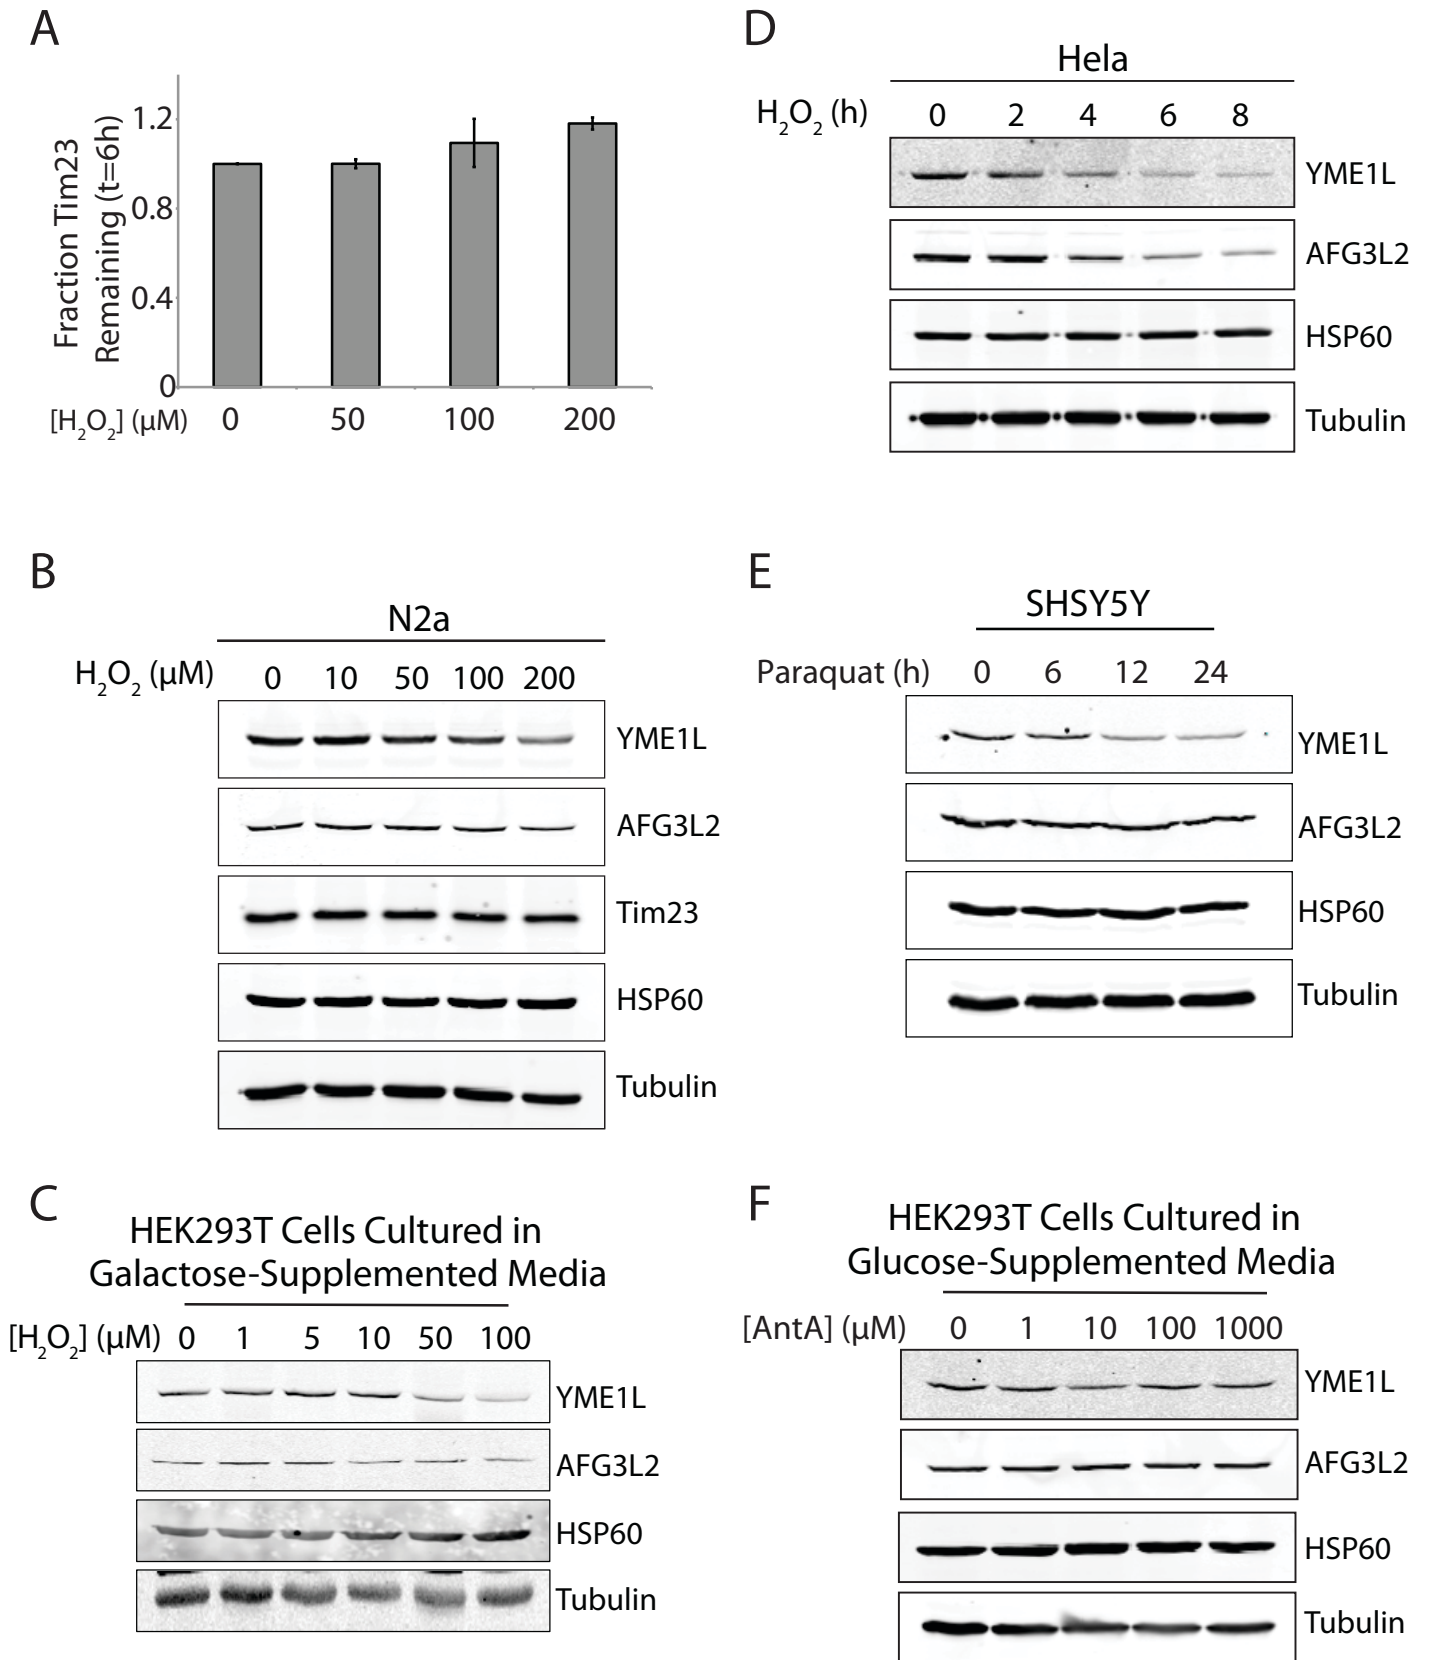 A
Fraction Tim23
Remaining (t=6h)
1.2
0.8
0.4
0
[H₂O₂] (µM) 0 50 100 200
B
N2a
H₂O₂ (µM) 0 10 50 100 200
YME1L
AFG3L2
Tim23
HSP60
Tubulin
C
HEK293T Cells Cultured in
Galactose-Supplemented Media
[H₂O₂] (µM) 0 1 5 10 50 100
YME1L
AFG3L2
HSP60
Tubulin
D
Hela
H₂O₂ (h) 0 2 4 6 8
YME1L
AFG3L2
HSP60
Tubulin
E
SHSY5Y
Paraquat (h) 0 6 12 24
YME1L
AFG3L2
HSP60
Tubulin
F
HEK293T Cells Cultured in
Glucose-Supplemented Media
[AntA] (µM) 0 1 10 100 1000
YME1L
AFG3L2
HSP60
Tubulin